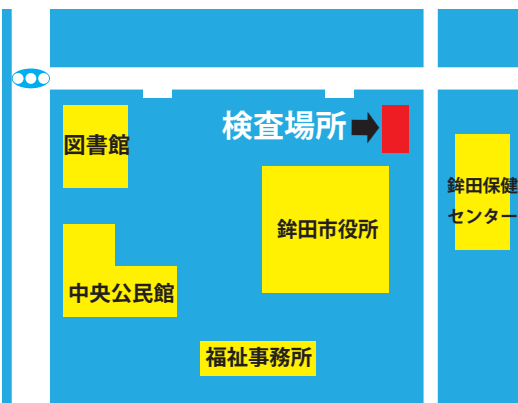 検査場所
図書館
鉾田保健
センター
鉾田市役所
中央公民館
福祉事務所